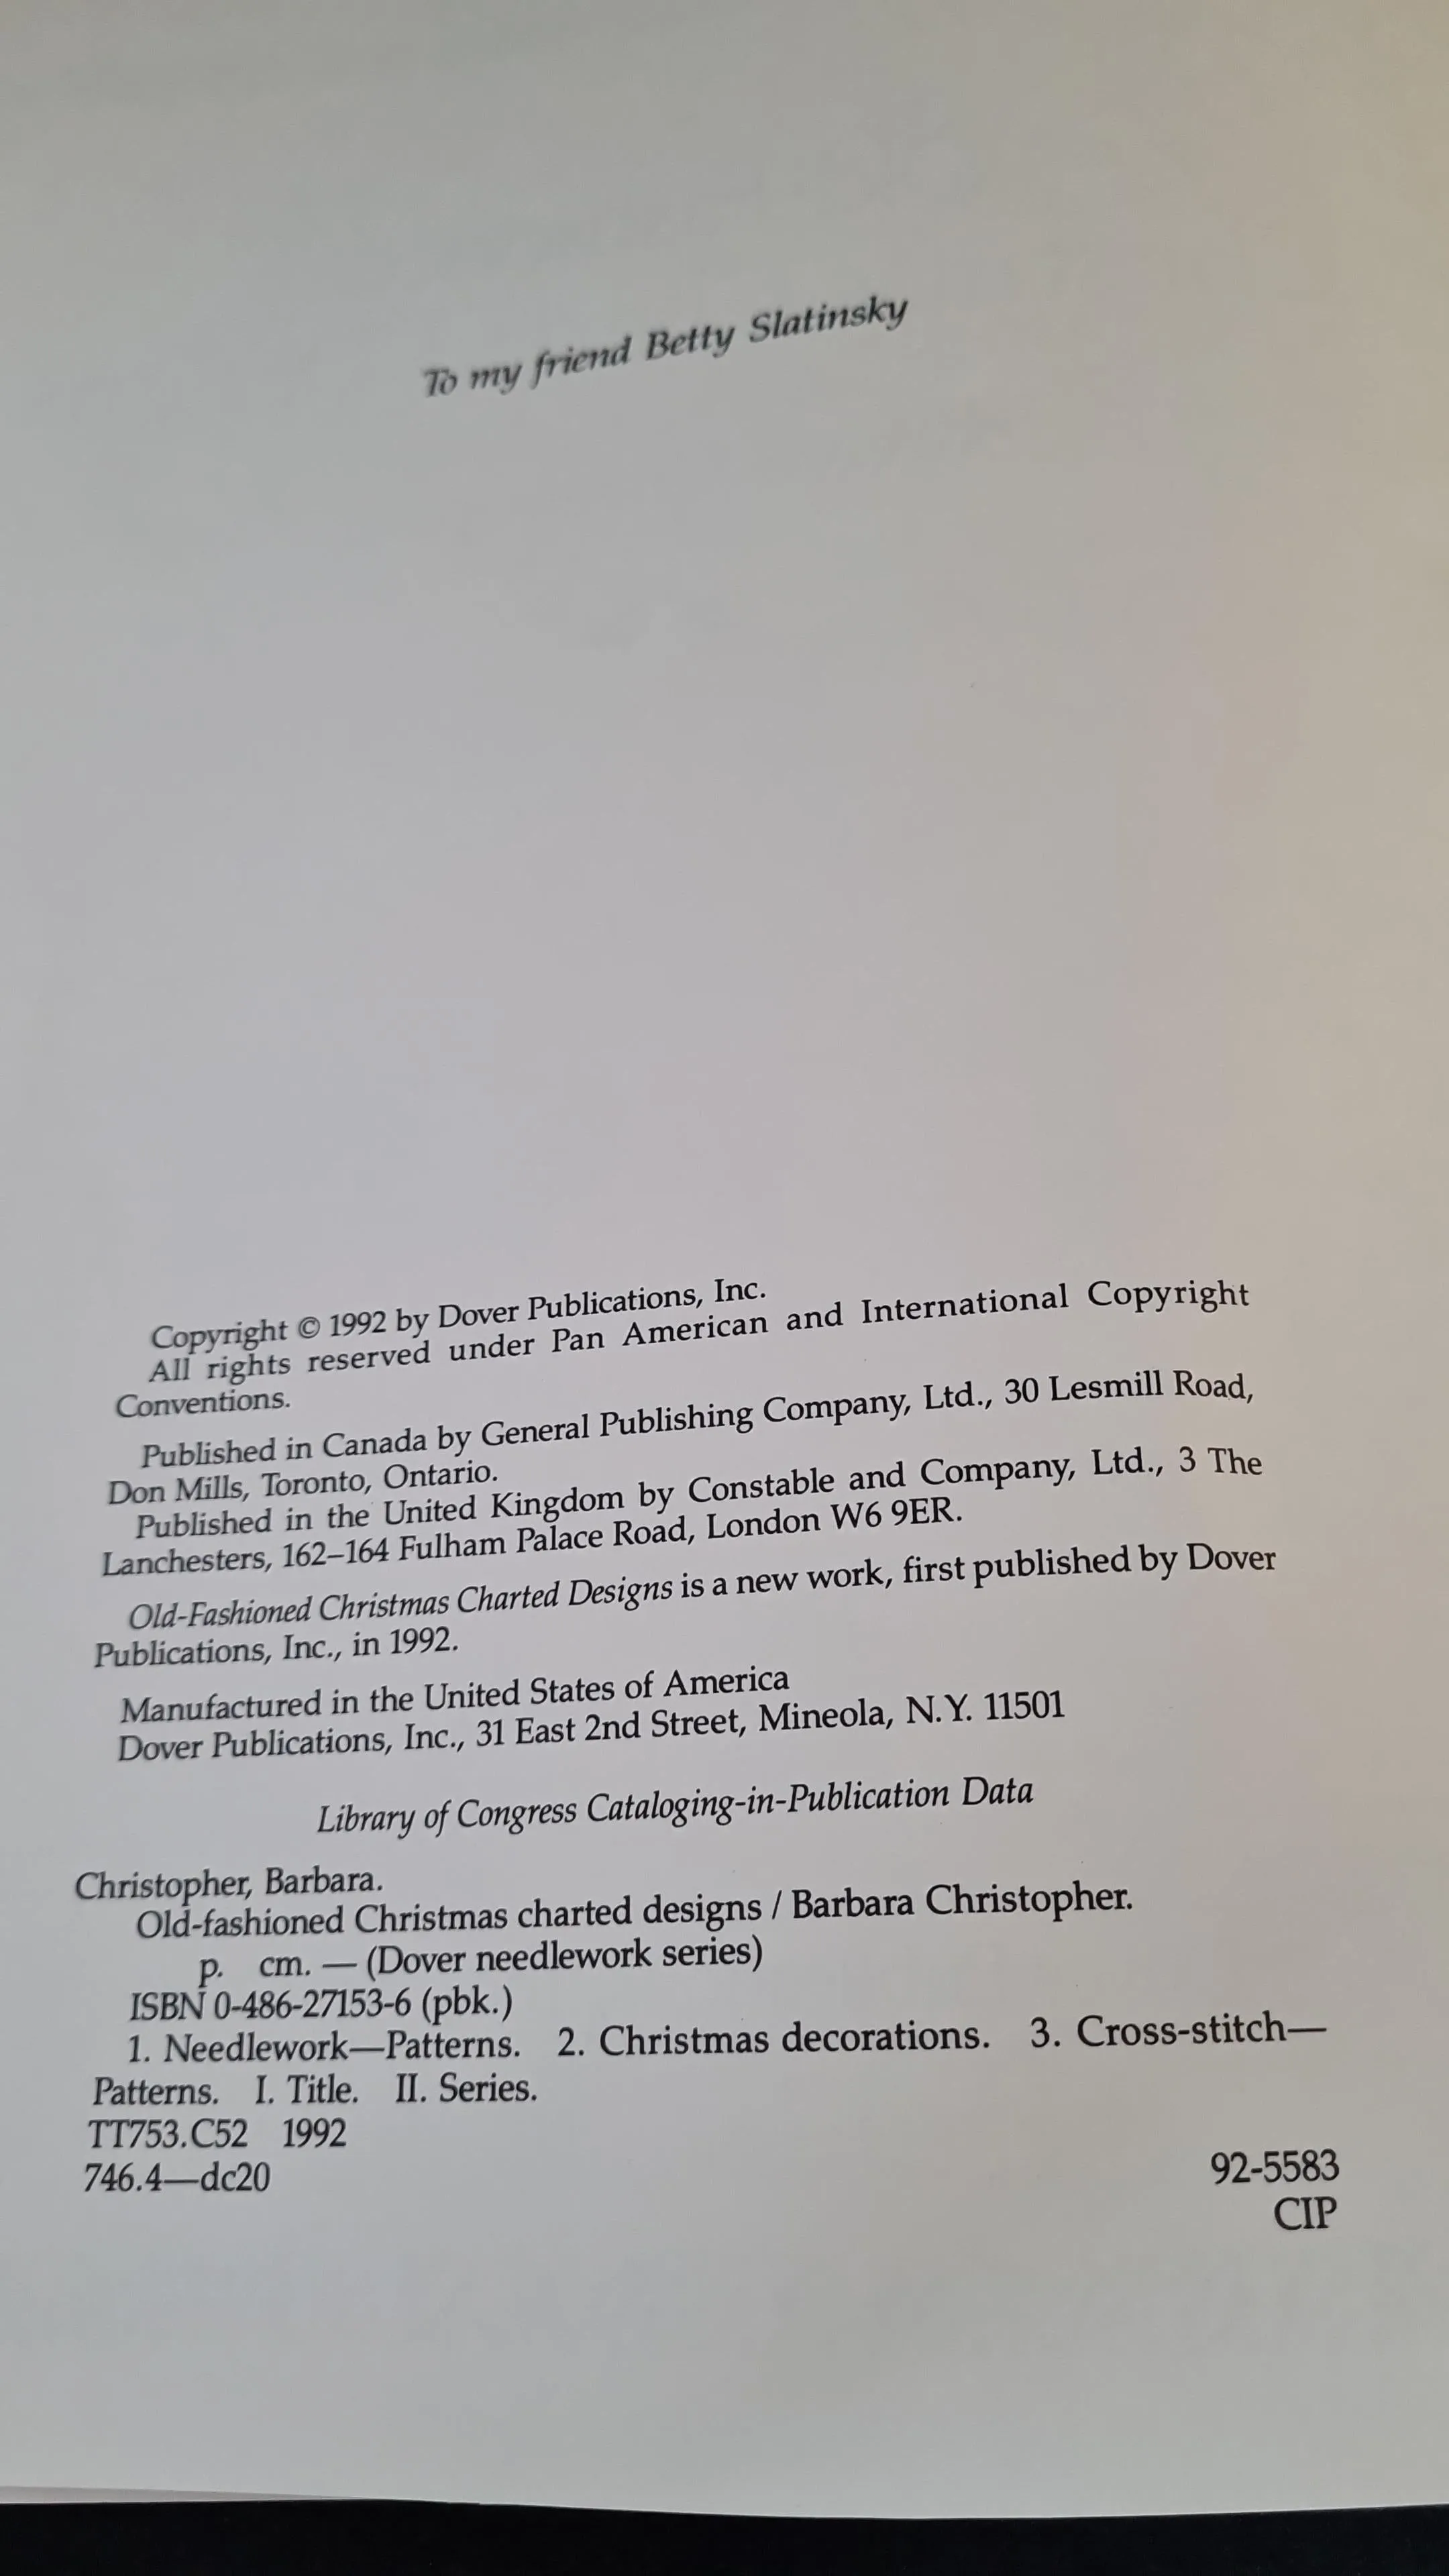 To my friend Betty Slatinsky
Copyright © 1992 by Dover Publications, Inc.
All rights reserved under Pan American and International Copyright
Conventions.
Published in Canada by General Publishing Company, Ltd., 30 Lesmill Road,
Don Mills, Toronto, Ontario.
Published in the United Kingdom by Constable and Company, Ltd., 3 The
Lanchesters, 162–164 Fulham Palace Road, London W6 9ER.
Old-Fashioned Christmas Charted Designs is a new work, first published by Dover
Publications, Inc., in 1992.
Manufactured in the United States of America
Dover Publications, Inc., 31 East 2nd Street, Mineola, N.Y. 11501
Library of Congress Cataloging-in-Publication Data
Christopher, Barbara.
Old-fashioned Christmas charted designs / Barbara Christopher.
p. cm. — (Dover needlework series)
ISBN 0-486-27153-6 (pbk.)
1. Needlework—Patterns. 2. Christmas decorations. 3. Cross-stitch—
Patterns. I. Title. II. Series.
TT753.C52 1992
746.4—dc20
92-5583
CIP